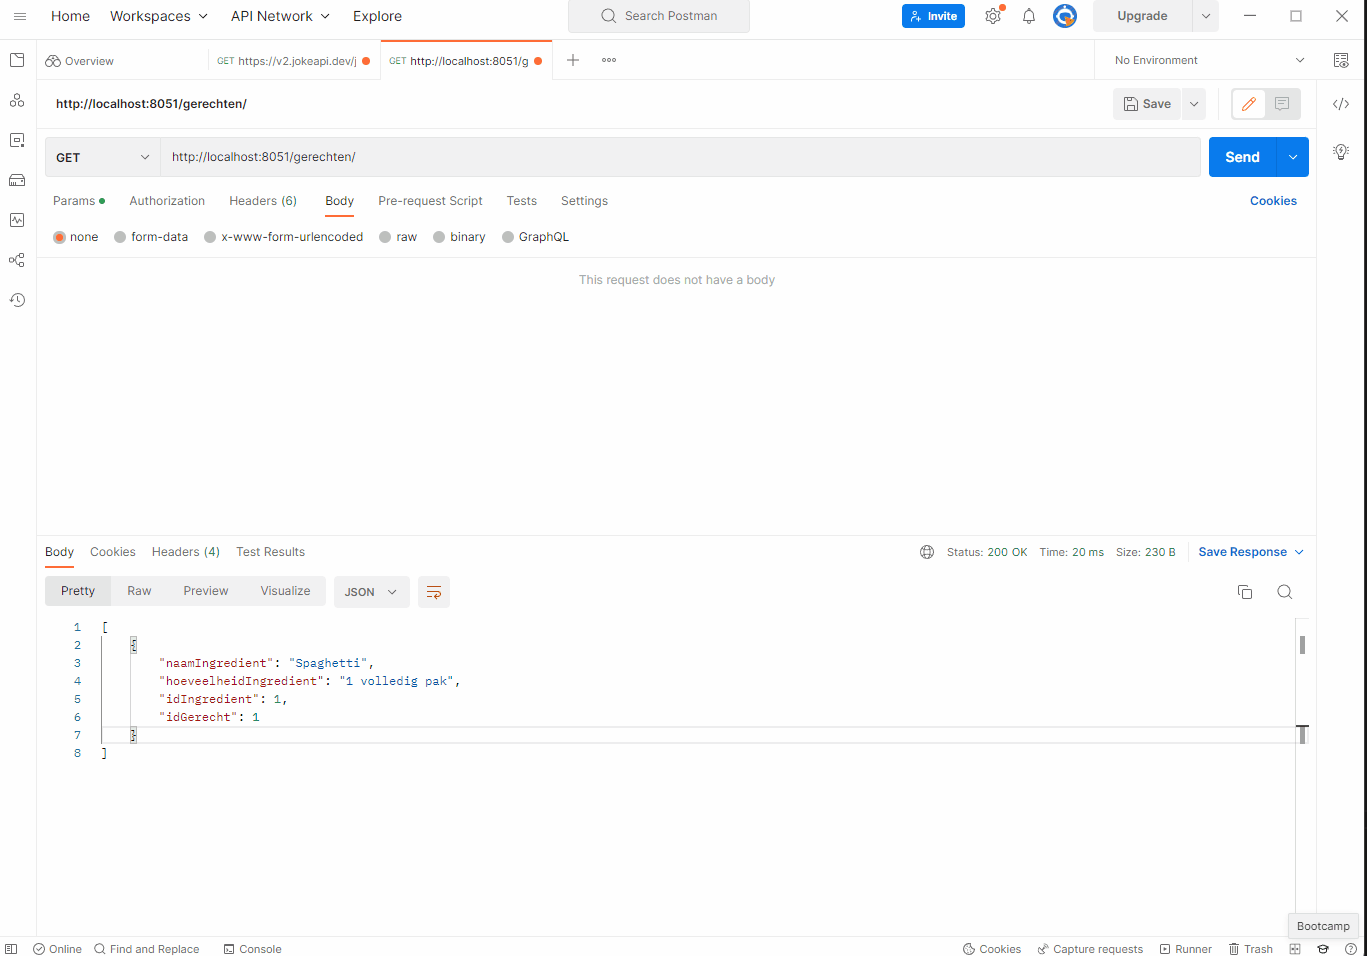 Home Workspaces API Network Explore Search Postman Invite Upgrade
Overview GET https://v2.jokeapi.dev/j GET http://localhost:8051/g No Environment
http://localhost:8051/gerechten/ Save
GET http://localhost:8051/gerechten/ Send
Params Authorization Headers (6) Body Pre-request Script Tests Settings Cookies
none form-data x-www-form-urlencoded raw binary GraphQL
This request does not have a body
Body Cookies Headers (4) Test Results Status: 200 OK Time: 20 ms Size: 230 B Save Response
Pretty Raw Preview Visualize JSON
1 [
2 {
3 "naamIngredient": "Spaghetti",
4 "hoeveelheidIngredient": "1 volledig pak",
5 "idIngredient": 1,
6 "idGerecht": 1
7 }
8 ]
Bootcamp
Online Find and Replace Console Cookies Capture requests Runner Trash